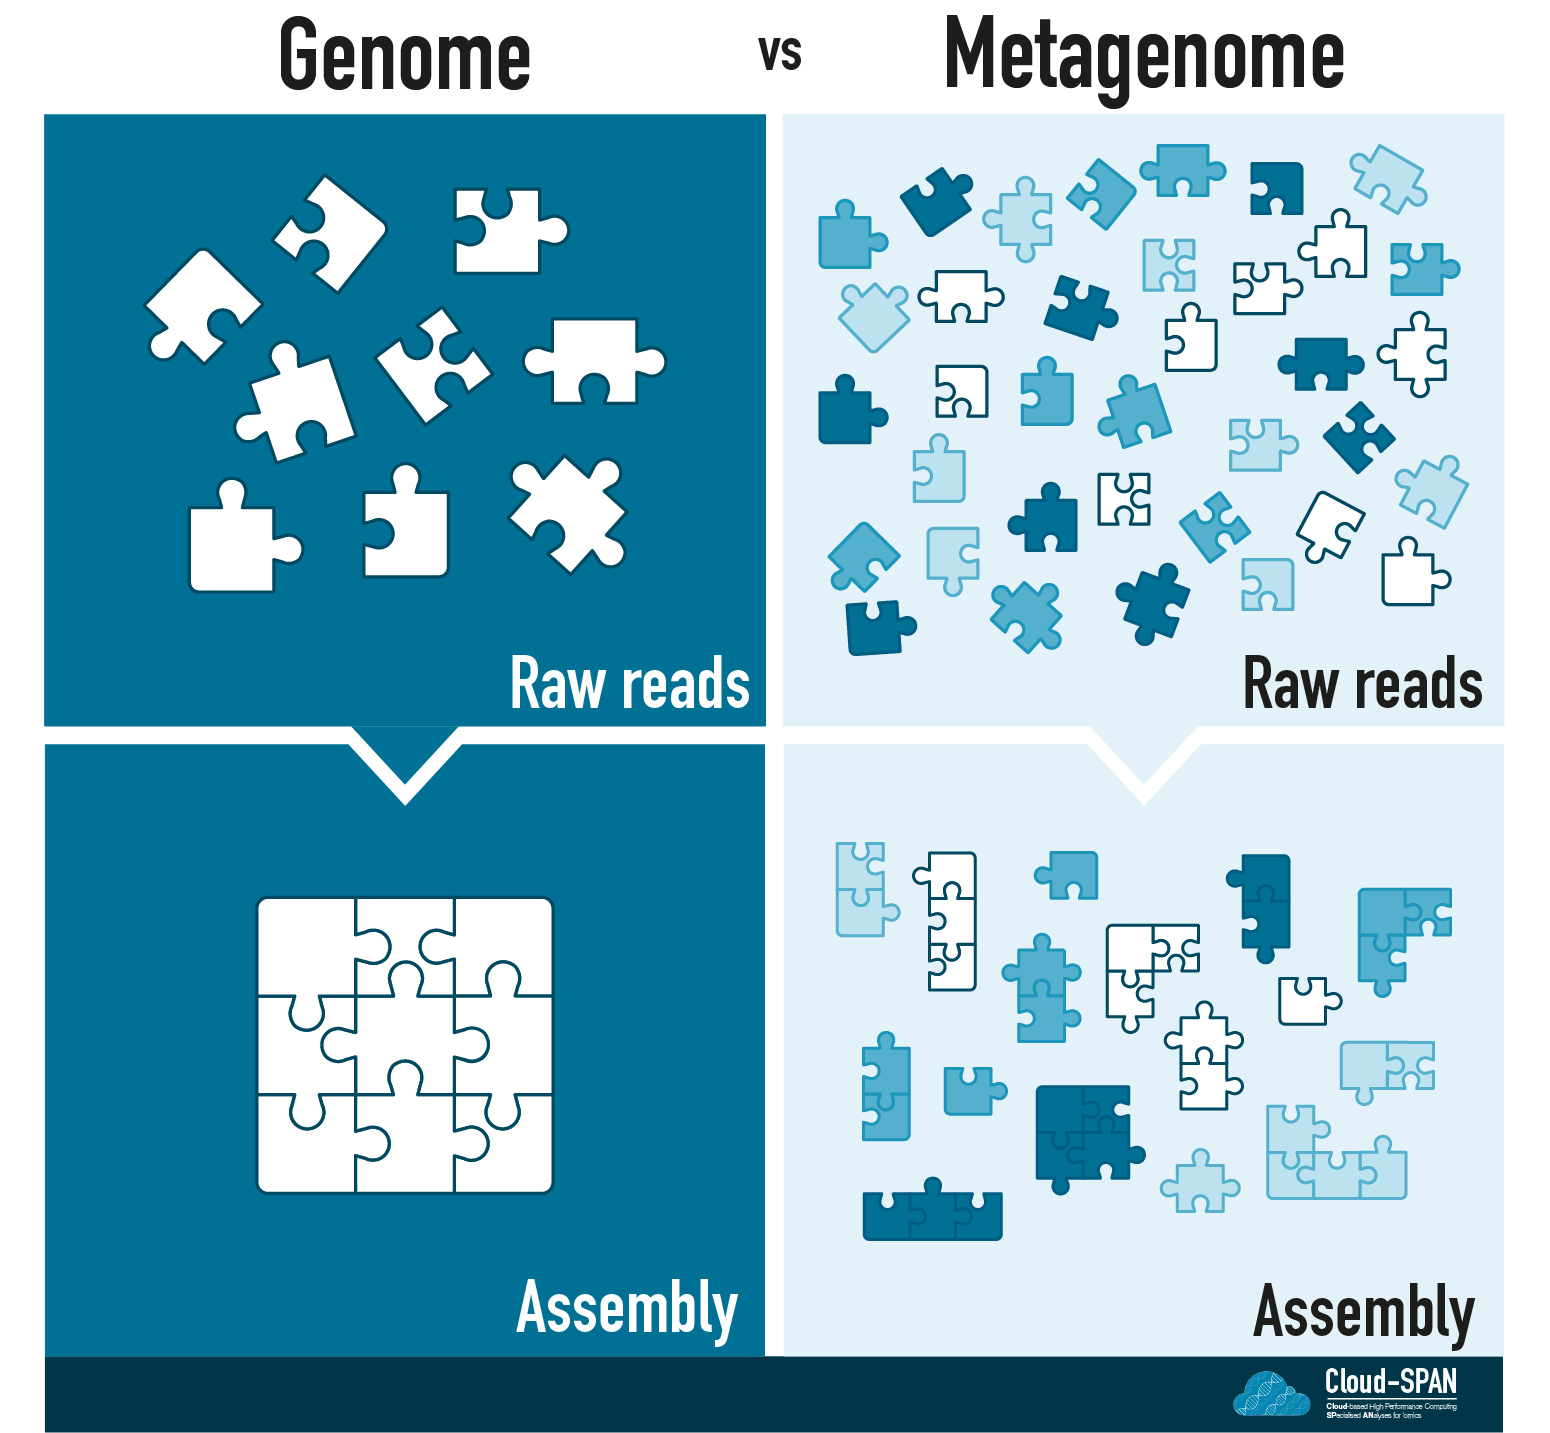 Genome vs Metagenome
Raw reads
Raw reads
Assembly
Assembly
Cloud-SPAN
Cloud-based High Performance Computing
SPecialised ANalyses for 'omics